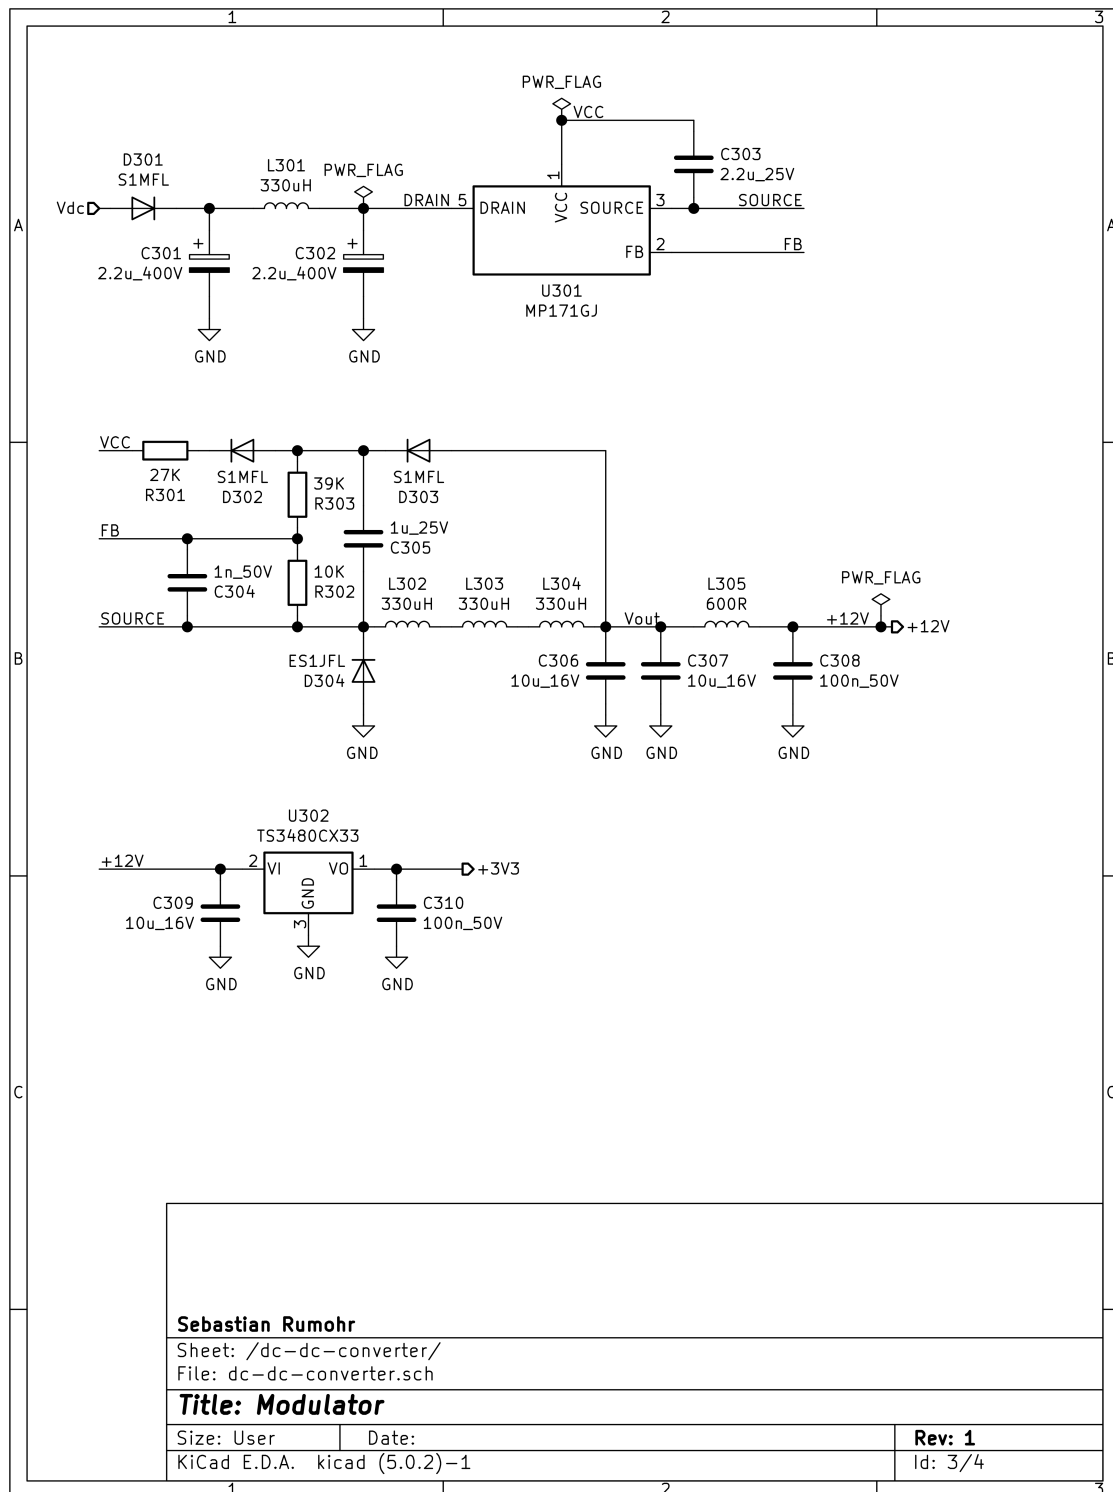 1 2 3
PWR_FLAG
VCC
D301
S1MFL
L301
330uH
PWR_FLAG
C303
2.2u_25V
Vdc
DRAIN 5
DRAIN
1
VCC
SOURCE
3
SOURCE
A
A
FB
2
FB
+
C301
2.2u_400V
+
C302
2.2u_400V
U301
MP171GJ
GND
GND
VCC
27K
R301
S1MFL
D302
39K
R303
S1MFL
D303
FB
1u_25V
C305
1n_50V
C304
10K
R302
L302
330uH
L303
330uH
L304
330uH
L305
600R
PWR_FLAG
SOURCE
Vout
+12V
+12V
B
B
ES1JFL
D304
C306
10u_16V
C307
10u_16V
C308
100n_50V
GND
GND
GND
GND
U302
TS3480CX33
+12V
2
VI
VO
1
+3V3
GND
3
C309
10u_16V
C310
100n_50V
GND
GND
GND
C
C
Sebastian Rumohr
Sheet: /dc-dc-converter/
File: dc-dc-converter.sch
Title: Modulator
Size: User Date: Rev: 1
KiCad E.D.A. kicad (5.0.2)-1 Id: 3/4
1 2 3